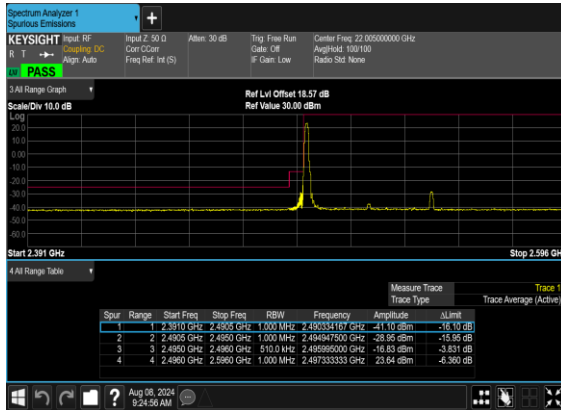 Spectrum Analyzer 1
Spurious Emissions
KEYSIGHT
R T
Input: RF
Coupling: DC
Align: Auto
Input Z: 50 Ω
Corr CCorr
Freq Ref: Int (S)
Atten: 30 dB
Trig: Free Run
Gate: Off
IF Gain: Low
Center Freq: 22.005000000 GHz
Avg|Hold: 100/100
Radio Std: None
PASS
3 All Range Graph
Scale/Div 10.0 dB
Ref Lvl Offset 18.57 dB
Ref Value 30.00 dBm
Log
20.0
10.0
0.00
-10.0
-20.0
-30.0
-40.0
-50.0
-60.0
Start 2.391 GHz
Stop 2.596 GH
4 All Range Table
Measure Trace Trace 1
Trace Type Trace Average (Active)
Spur Range Start Freq Stop Freq RBW Frequency Amplitude ΔLimit
1 1 2.3910 GHz 2.4905 GHz 1.000 MHz 2.490334167 GHz -41.10 dBm -16.10 dB
2 2 2.4905 GHz 2.4950 GHz 1.000 MHz 2.494947500 GHz -28.95 dBm -15.95 dB
3 3 2.4950 GHz 2.4960 GHz 510.0 kHz 2.495995000 GHz -16.83 dBm -3.831 dB
4 4 2.4960 GHz 2.5960 GHz 1.000 MHz 2.497333333 GHz 23.64 dBm -6.360 dB
?
Aug 08, 2024
9:24:56 AM